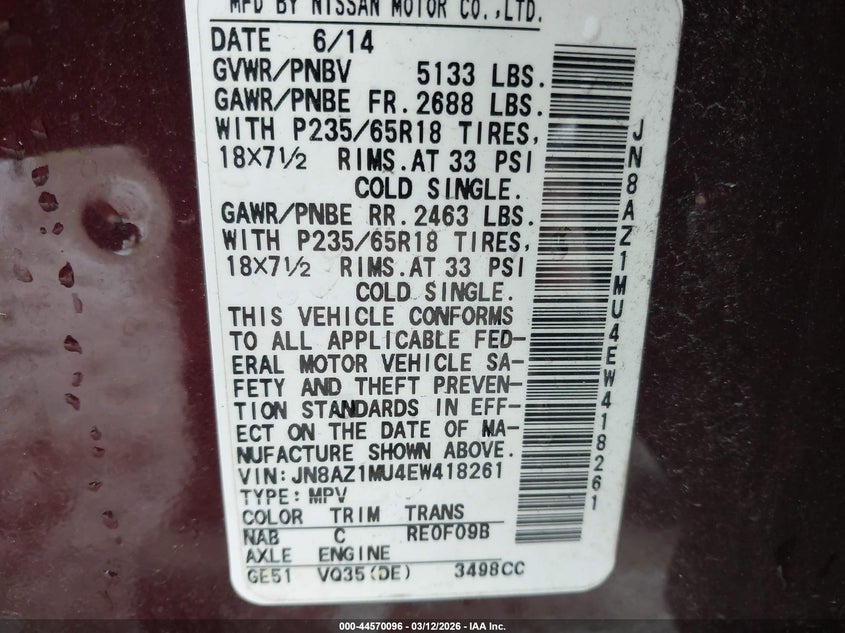 MFD BY NISSAN MOTOR CO.,LTD.
DATE 6/14
GVWR/PNBV 5133 LBS.
GAWR/PNBE FR.2688 LBS.
WITH P235/65R18 TIRES,
18X7½ RIMS.AT 33 PSI
COLD SINGLE.
GAWR/PNBE RR.2463 LBS.
WITH P235/65R18 TIRES,
18X7½ RIMS.AT 33 PSI
COLD SINGLE.
THIS VEHICLE CONFORMS
TO ALL APPLICABLE FED-
ERAL MOTOR VEHICLE SA-
FETY AND THEFT PREVEN-
TION STANDARDS IN EFF-
ECT ON THE DATE OF MA-
NUFACTURE SHOWN ABOVE.
VIN:JN8AZ1MU4EW418261
TYPE:MPV
COLOR TRIM TRANS
NAB C RE0F09B
AXLE ENGINE
GE51 VQ35(DE) 3498CC
JN8AZ1MU4EW418261
000-44570096 - 03/12/2026 - IAA Inc.